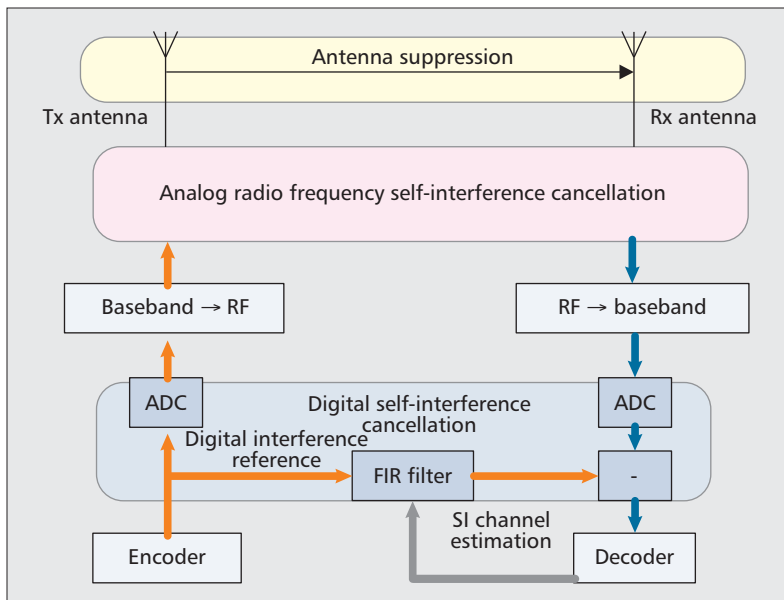 Antenna suppression
Tx antenna
Rx antenna
Analog radio frequency self-interference cancellation
Baseband → RF
RF → baseband
ADC
Digital self-interference
cancellation
ADC
Digital interference
reference
FIR filter
-
SI channel
estimation
Encoder
Decoder